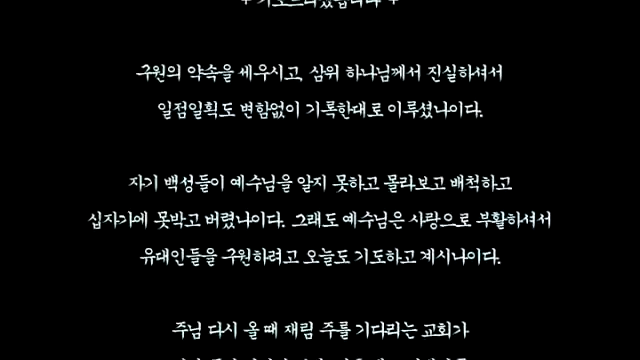 구원의 약속을 세우시고, 삼위 하나님께서 진실하셔서
일점일획도 변함없이 기록한대로 이루셨나이다.
자기 백성들이 예수님을 알지 못하고 몰라보고 배척하고
십자가에 못박고 버렸나이다. 그래도 예수님은 사랑으로 부활하셔서
유대인들을 구원하려고 오늘도 기도하고 계시나이다.
주님 다시 올 때 재림 주를 기다리는 교회가